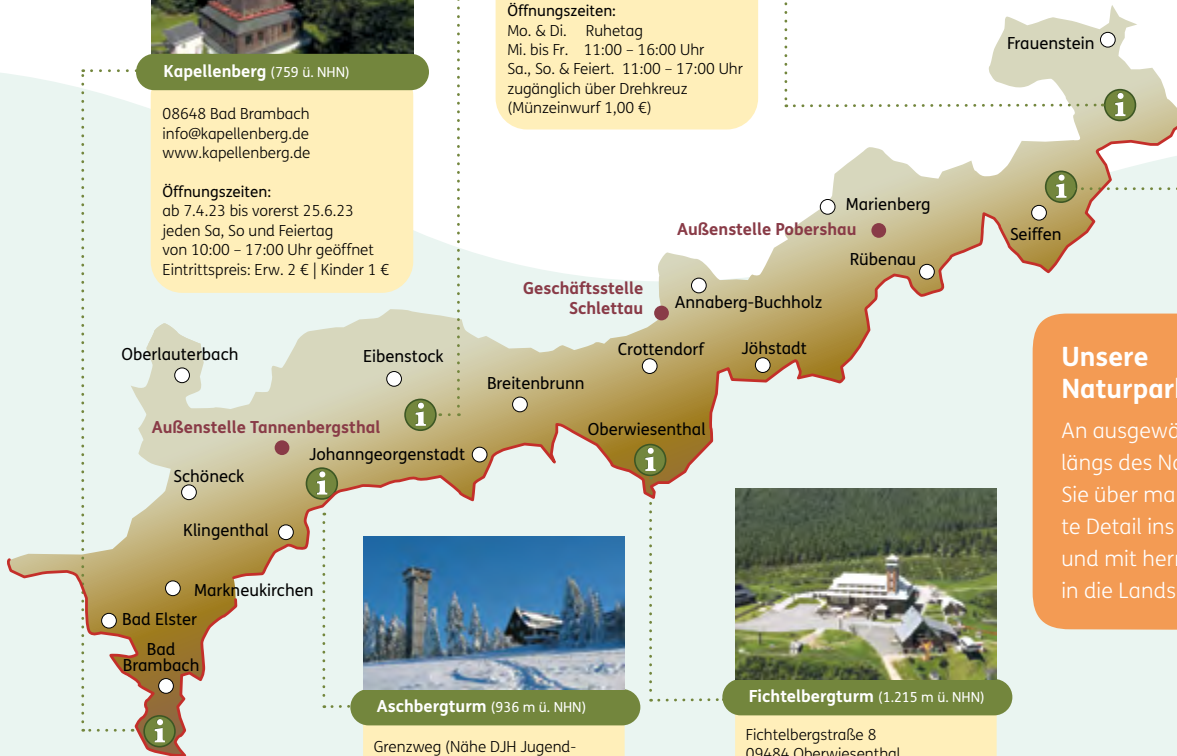 Kapellenberg (759 ü. NHN)
08648 Bad Brambach
info@kapellenberg.de
www.kapellenberg.de
Öffnungszeiten:
ab 7.4.23 bis vorerst 25.6.23
jeden Sa, So und Feiertag
von 10:00 – 17:00 Uhr geöffnet
Eintrittspreis: Erw. 2 € | Kinder 1 €
Öffnungszeiten:
Mo. & Di. Ruhetag
Mi. bis Fr. 11:00 – 16:00 Uhr
Sa., So. & Feiert. 11:00 – 17:00 Uhr
zugänglich über Drehkreuz
(Münzeinwurf 1,00 €)
Frauenstein
i
i
Marienberg
Außenstelle Pobershau
Seiffen
Rübenau
Geschäftsstelle
Schlettau
Annaberg-Buchholz
Crottendorf
Jöhstadt
Oberlauterbach
Eibenstock
Breitenbrunn
i
Außenstelle Tannenbergsthal
Oberwiesenthal
i
Johanngeorgenstadt
i
Schöneck
Klingenthal
Markneukirchen
Bad Elster
Bad
Brambach
i
Unsere
Naturpark
An ausgewä
längs des Na
Sie über ma
te Detail ins
und mit herr
in die Lands
Aschbergturm (936 m ü. NHN)
Grenzweg (Nähe DJH Jugend-
Fichtelbergturm (1.215 m ü. NHN)
Fichtelbergstraße 8
09484 Oberwiesenthal